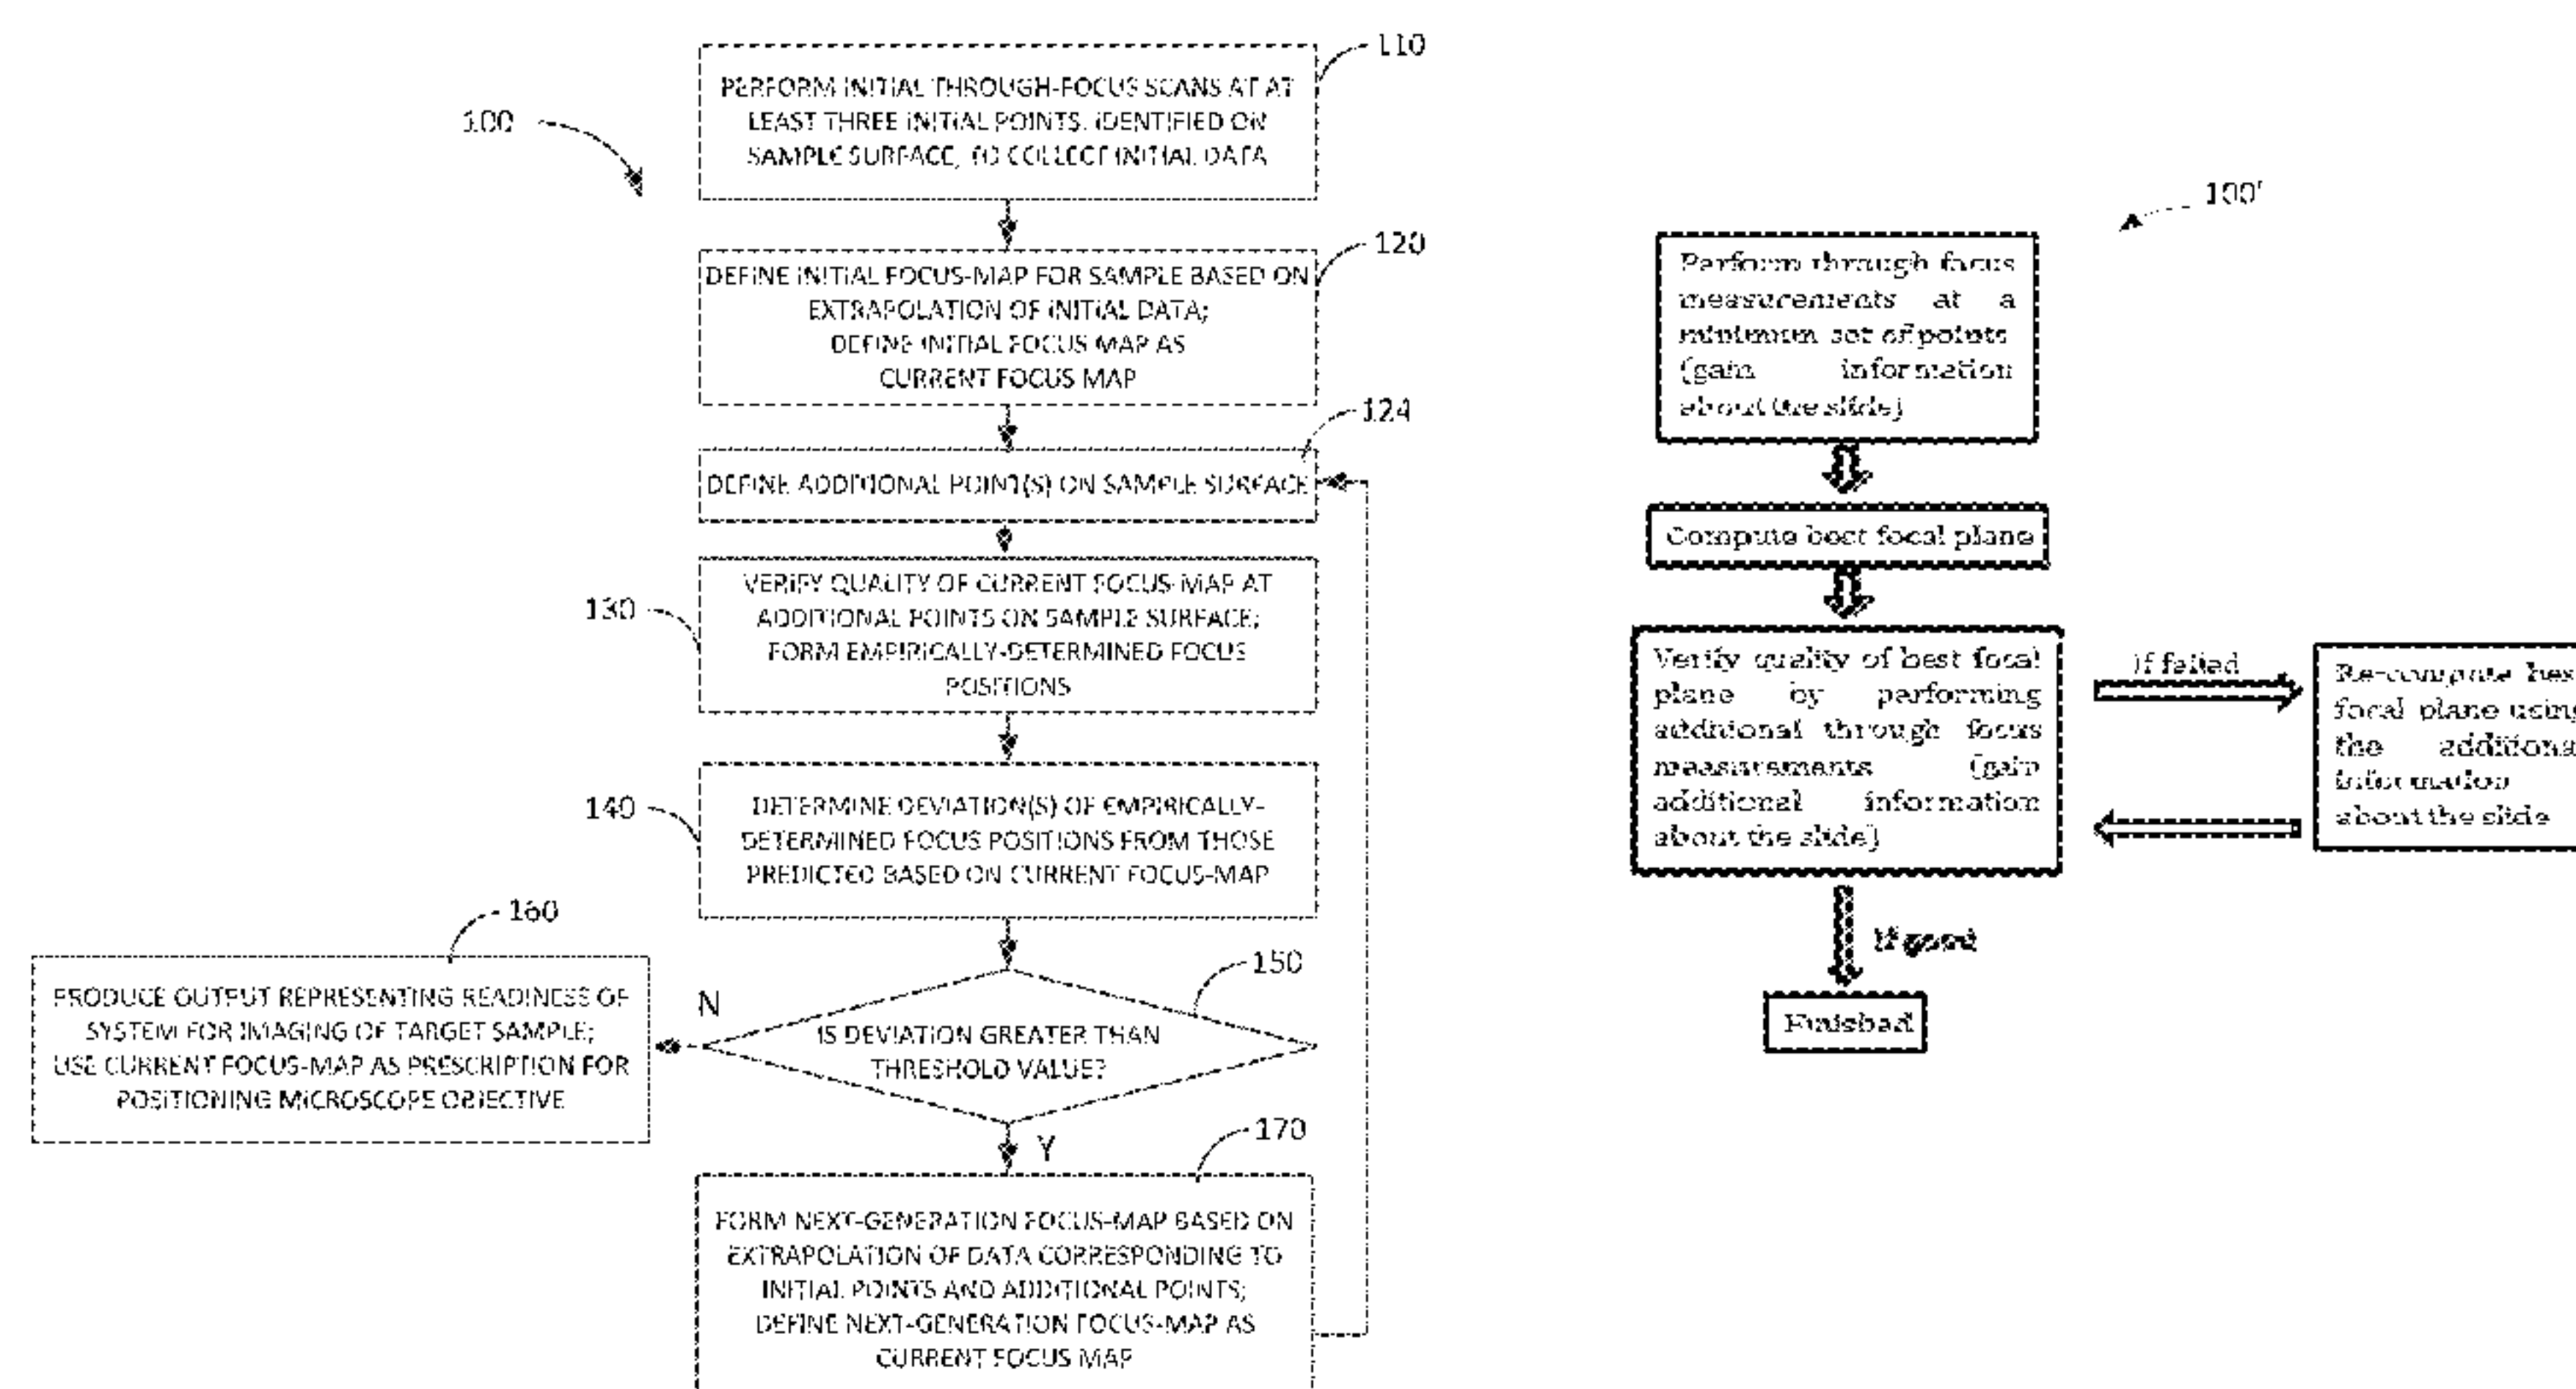 110
PERFORM INITIAL THROUGH-FOCUS SCANS AT AT
LEAST THREE INITIAL POINTS, IDENTIFIED ON
SAMPLE SURFACE, TO COLLECT INITIAL DATA
100
120
DEFINE INITIAL FOCUS-MAP FOR SAMPLE BASED ON
EXTRAPOLATION OF INITIAL DATA;
DEFINE INITIAL FOCUS MAP AS
CURRENT FOCUS MAP
124
DEFINE ADDITIONAL POINT(S) ON SAMPLE SURFACE
130
VERIFY QUALITY OF CURRENT FOCUS-MAP AT
ADDITIONAL POINTS ON SAMPLE SURFACE;
FORM EMPIRICALLY-DETERMINED FOCUS
POSITIONS
140
DETERMINE DEVIATION(S) OF EMPIRICALLY-
DETERMINED FOCUS POSITIONS FROM THOSE
PREDICTED BASED ON CURRENT FOCUS-MAP
150
IS DEVIATION GREATER THAN
THRESHOLD VALUE?
N
160
PRODUCE OUTPUT REPRESENTING READINESS OF
SYSTEM FOR IMAGING OF TARGET SAMPLE;
USE CURRENT FOCUS-MAP AS PRESCRIPTION FOR
POSITIONING MICROSCOPE OBJECTIVE
Y
170
FORM NEXT-GENERATION FOCUS-MAP BASED ON
EXTRAPOLATION OF DATA CORRESPONDING TO
INITIAL POINTS AND ADDITIONAL POINTS;
DEFINE NEXT-GENERATION FOCUS-MAP AS
CURRENT FOCUS MAP
100'
Perform through focus
measurements at a
minimum set of points
(gain information
about the slide)
Compute best focal plane
Verify quality of best focal
plane by performing
additional through focus
measurements (gain
additional information
about the slide)
If failed
Re-compute bes
focal plane using
the additiona
information
about the slide
If good
Finished